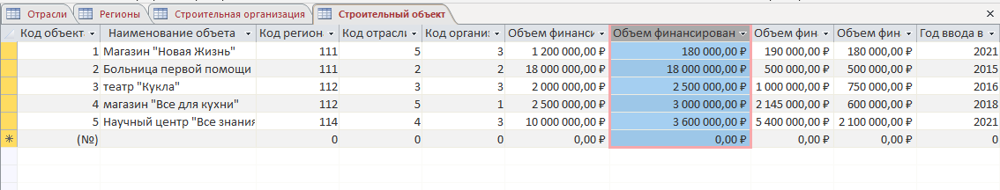 Отрасли Регионы Строительная организация Строительный объект
Код объекта Наименование объета Код регион Код отрасли Код органи: Объем финанси Объем финансирован Объем фин Объем фин Год ввода в
1 Магазин "Новая Жизнь" 111 5 3 1 200 000,00 ₽ 180 000,00 ₽ 190 000,00 ₽ 180 000,00 ₽ 2021
2 Больница первой помощи 111 2 2 18 000 000,00 ₽ 18 000 000,00 ₽ 500 000,00 ₽ 500 000,00 ₽ 2015
3 театр "Кукла" 112 3 3 2 000 000,00 ₽ 2 500 000,00 ₽ 1 000 000,00 ₽ 750 000,00 ₽ 2016
4 магазин "Все для кухни" 112 5 1 2 500 000,00 ₽ 3 000 000,00 ₽ 2 145 000,00 ₽ 600 000,00 ₽ 2018
5 Научный центр "Все знания 114 4 3 10 000 000,00 ₽ 3 600 000,00 ₽ 5 400 000,00 ₽ 2 100 000,00 ₽ 2021
(№) 0 0 0 0,00 ₽ 0,00 ₽ 0,00 ₽ 0,00 ₽ 0